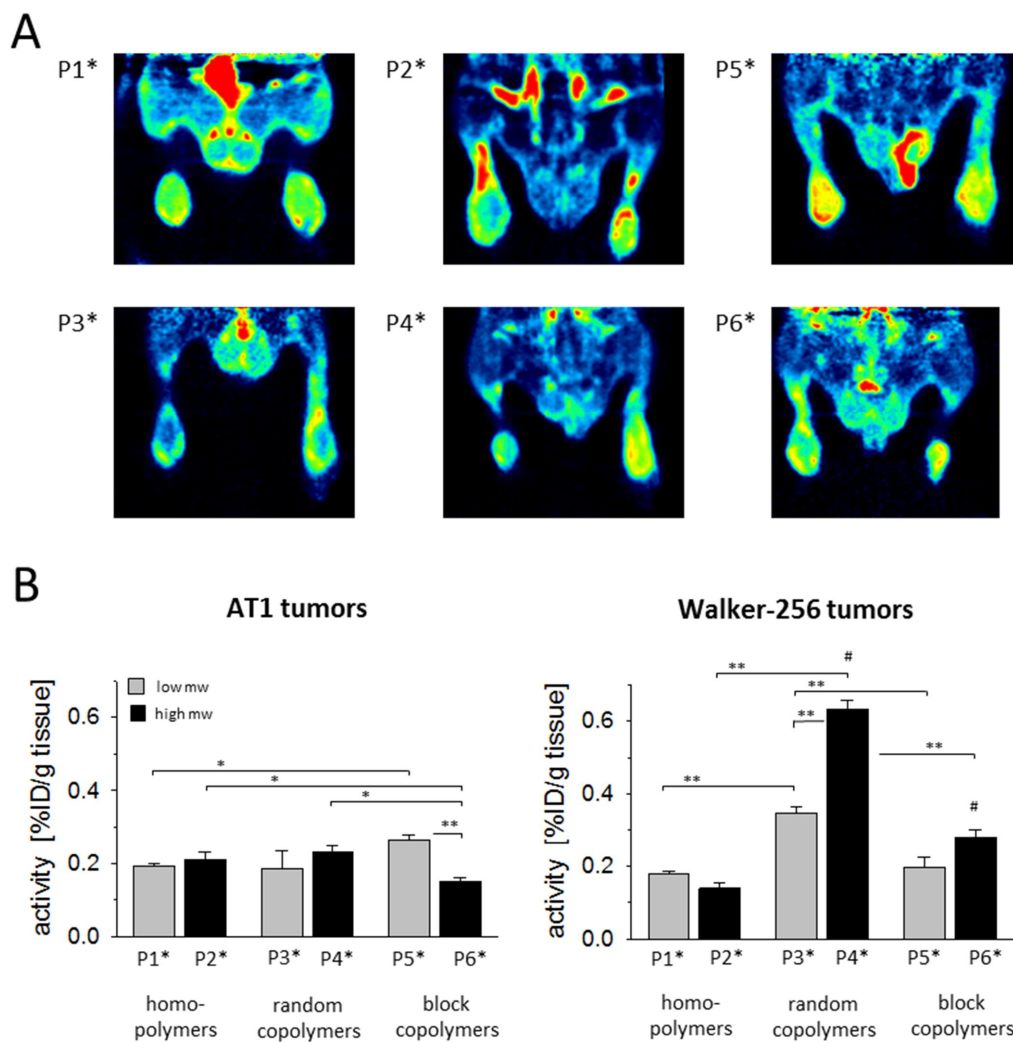 A
P1*
P2*
P5*
P3*
P4*
P6*
B
AT1 tumors
activity [%ID/g tissue]
0.6
0.4
0.2
0.0
low mw
high mw
*
*
*
**
P1* P2* P3* P4* P5* P6*
homo-
polymers
random
copolymers
block
copolymers
Walker-256 tumors
activity [%ID/g tissue]
0.6
0.4
0.2
0.0
#
**
**
**
**
**
#
P1* P2* P3* P4* P5* P6*
homo-
polymers
random
copolymers
block
copolymers